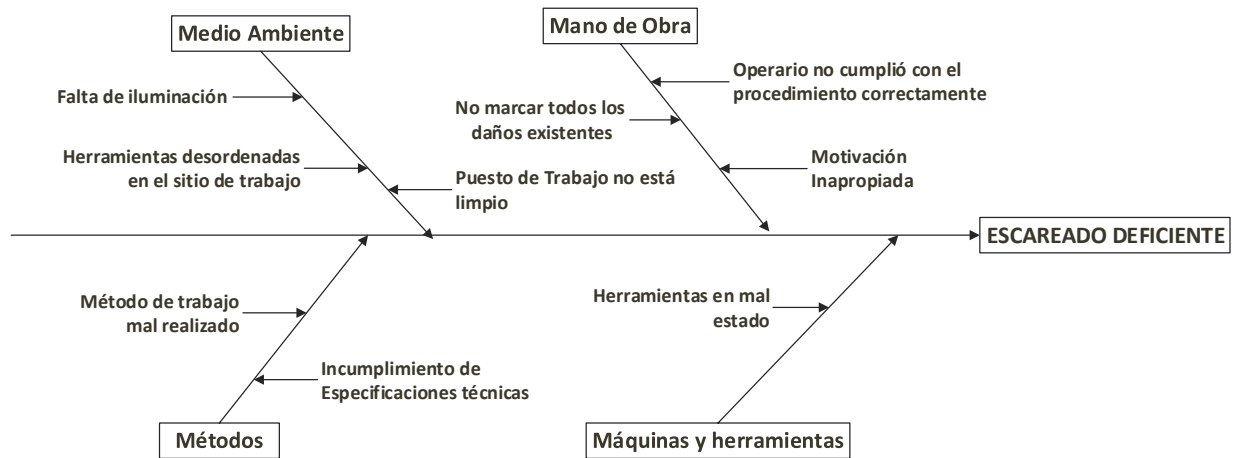 Medio Ambiente
Mano de Obra
Falta de iluminación
Herramientas desordenadas
en el sitio de trabajo
Puesto de Trabajo no está
limpio
No marcar todos los
daños existentes
Operario no cumplió con el
procedimiento correctamente
Motivación
Inapropiada
ESCAREADO DEFICIENTE
Método de trabajo
mal realizado
Incumplimiento de
Especificaciones técnicas
Herramientas en mal
estado
Métodos
Máquinas y herramientas